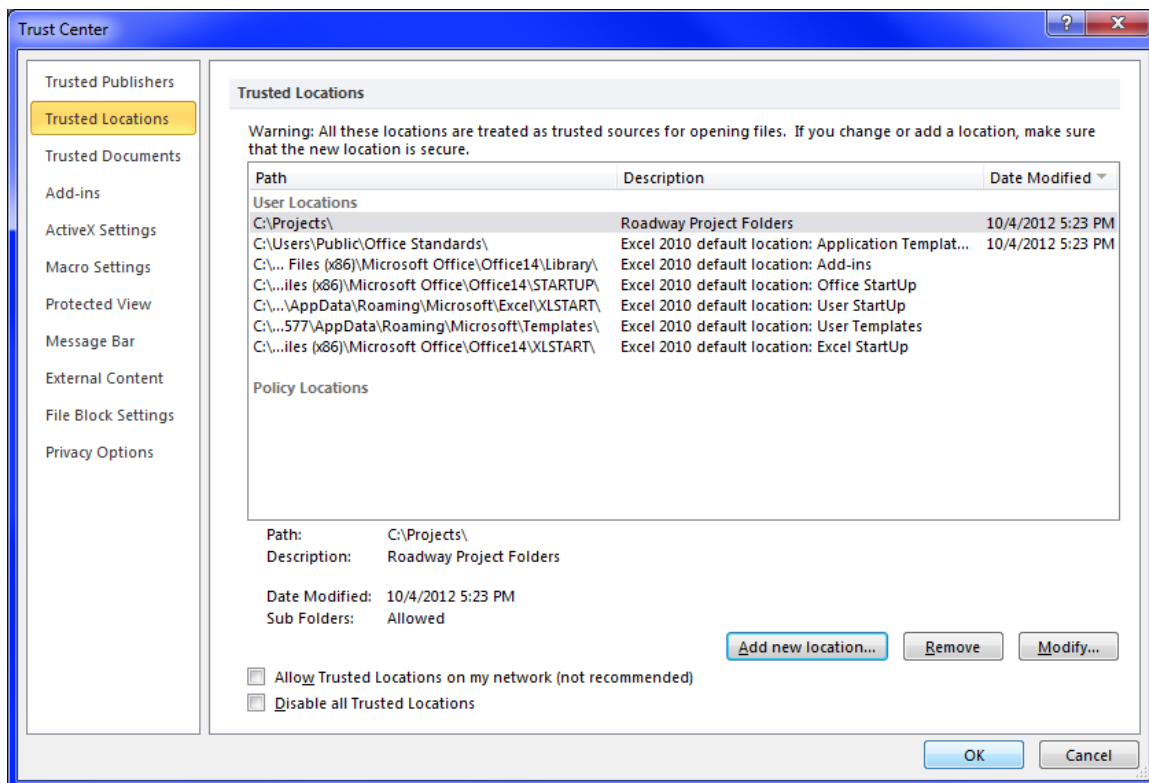 Trust Center
Trusted Publishers
Trusted Locations
Trusted Documents
Add-ins
ActiveX Settings
Macro Settings
Protected View
Message Bar
External Content
File Block Settings
Privacy Options
Trusted Locations
Warning: All these locations are treated as trusted sources for opening files. If you change or add a location, make sure
that the new location is secure.
Path Description Date Modified
User Locations
C:\Projects\ Roadway Project Folders 10/4/2012 5:23 PM
C:\Users\Public\Office Standards\ Excel 2010 default location: Application Templat... 10/4/2012 5:23 PM
C:\... Files (x86)\Microsoft Office\Office14\Library\ Excel 2010 default location: Add-ins
C:\...iles (x86)\Microsoft Office\Office14\STARTUP\ Excel 2010 default location: Office StartUp
C:\...\AppData\Roaming\Microsoft\Excel\XLSTART\ Excel 2010 default location: User StartUp
C:\...577\AppData\Roaming\Microsoft\Templates\ Excel 2010 default location: User Templates
C:\...iles (x86)\Microsoft Office\Office14\XLSTART\ Excel 2010 default location: Excel StartUp
Policy Locations
Path: C:\Projects\
Description: Roadway Project Folders
Date Modified: 10/4/2012 5:23 PM
Sub Folders: Allowed
Add new location... Remove Modify...
Allow Trusted Locations on my network (not recommended)
Disable all Trusted Locations
OK Cancel